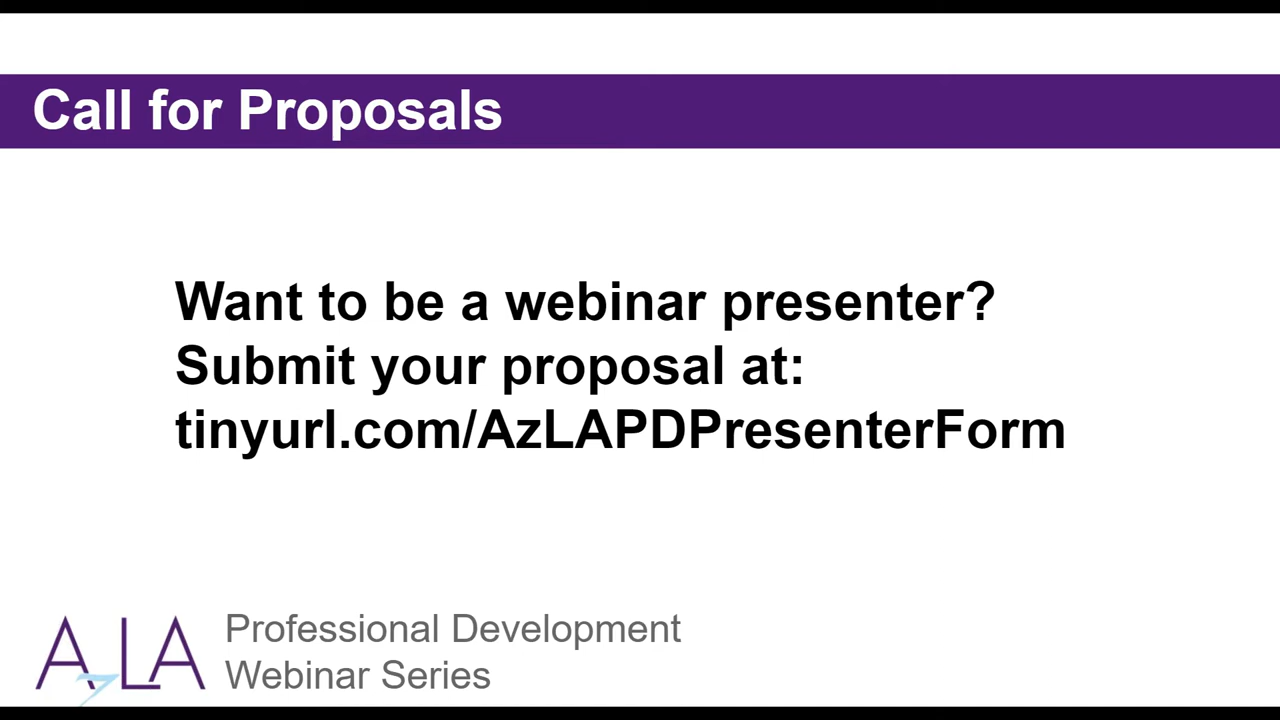 Call for Proposals
Want to be a webinar presenter?
Submit your proposal at:
tinyurl.com/AzLAPDPresenterForm
AzLA
Professional Development
Webinar Series